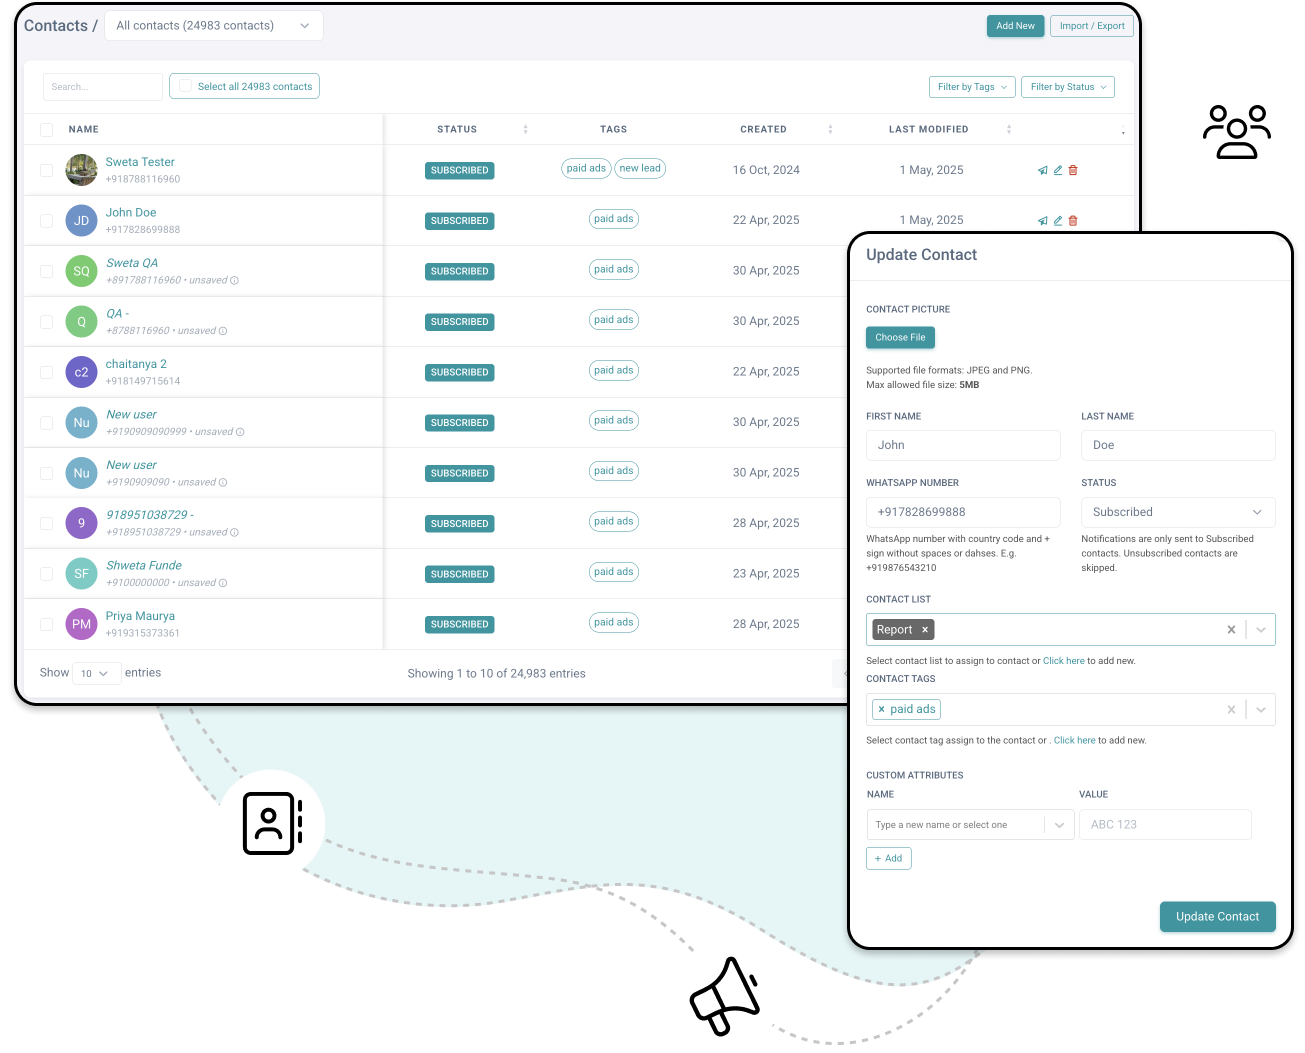 Contacts / All contacts (24983 contacts)
Add New Import / Export
Search... Select all 24983 contacts
Filter by Tags Filter by Status
NAME STATUS TAGS CREATED LAST MODIFIED
Sweta Tester
+918788116960
SUBSCRIBED paid ads new lead 16 Oct, 2024 1 May, 2025
JD John Doe
+917828699888
SUBSCRIBED paid ads 22 Apr, 2025 1 May, 2025
SQ Sweta QA
+891788116960 • unsaved
SUBSCRIBED paid ads 30 Apr, 2025
Q QA -
+8788116960 • unsaved
SUBSCRIBED paid ads 30 Apr, 2025
c2 chaitanya 2
+918149715614
SUBSCRIBED paid ads 22 Apr, 2025
Nu New user
+9190909090999 • unsaved
SUBSCRIBED paid ads 30 Apr, 2025
Nu New user
+9190909090 • unsaved
SUBSCRIBED paid ads 30 Apr, 2025
9 918951038729 -
+918951038729 • unsaved
SUBSCRIBED paid ads 28 Apr, 2025
SF Shweta Funde
+9100000000 • unsaved
SUBSCRIBED paid ads 23 Apr, 2025
PM Priya Maurya
+919315373361
SUBSCRIBED paid ads 28 Apr, 2025
Show 10 entries
Showing 1 to 10 of 24,983 entries
Update Contact
CONTACT PICTURE
Choose File
Supported file formats: JPEG and PNG.
Max allowed file size: 5MB
FIRST NAME LAST NAME
John Doe
WHATSAPP NUMBER STATUS
+917828699888 Subscribed
WhatsApp number with country code and +
sign without spaces or dahses. E.g.
+919876543210
Notifications are only sent to Subscribed
contacts. Unsubscribed contacts are
skipped.
CONTACT LIST
Report ×
Select contact list to assign to contact or Click here to add new.
CONTACT TAGS
× paid ads
Select contact tag assign to the contact or . Click here to add new.
CUSTOM ATTRIBUTES
NAME VALUE
Type a new name or select one ABC 123
+ Add
Update Contact